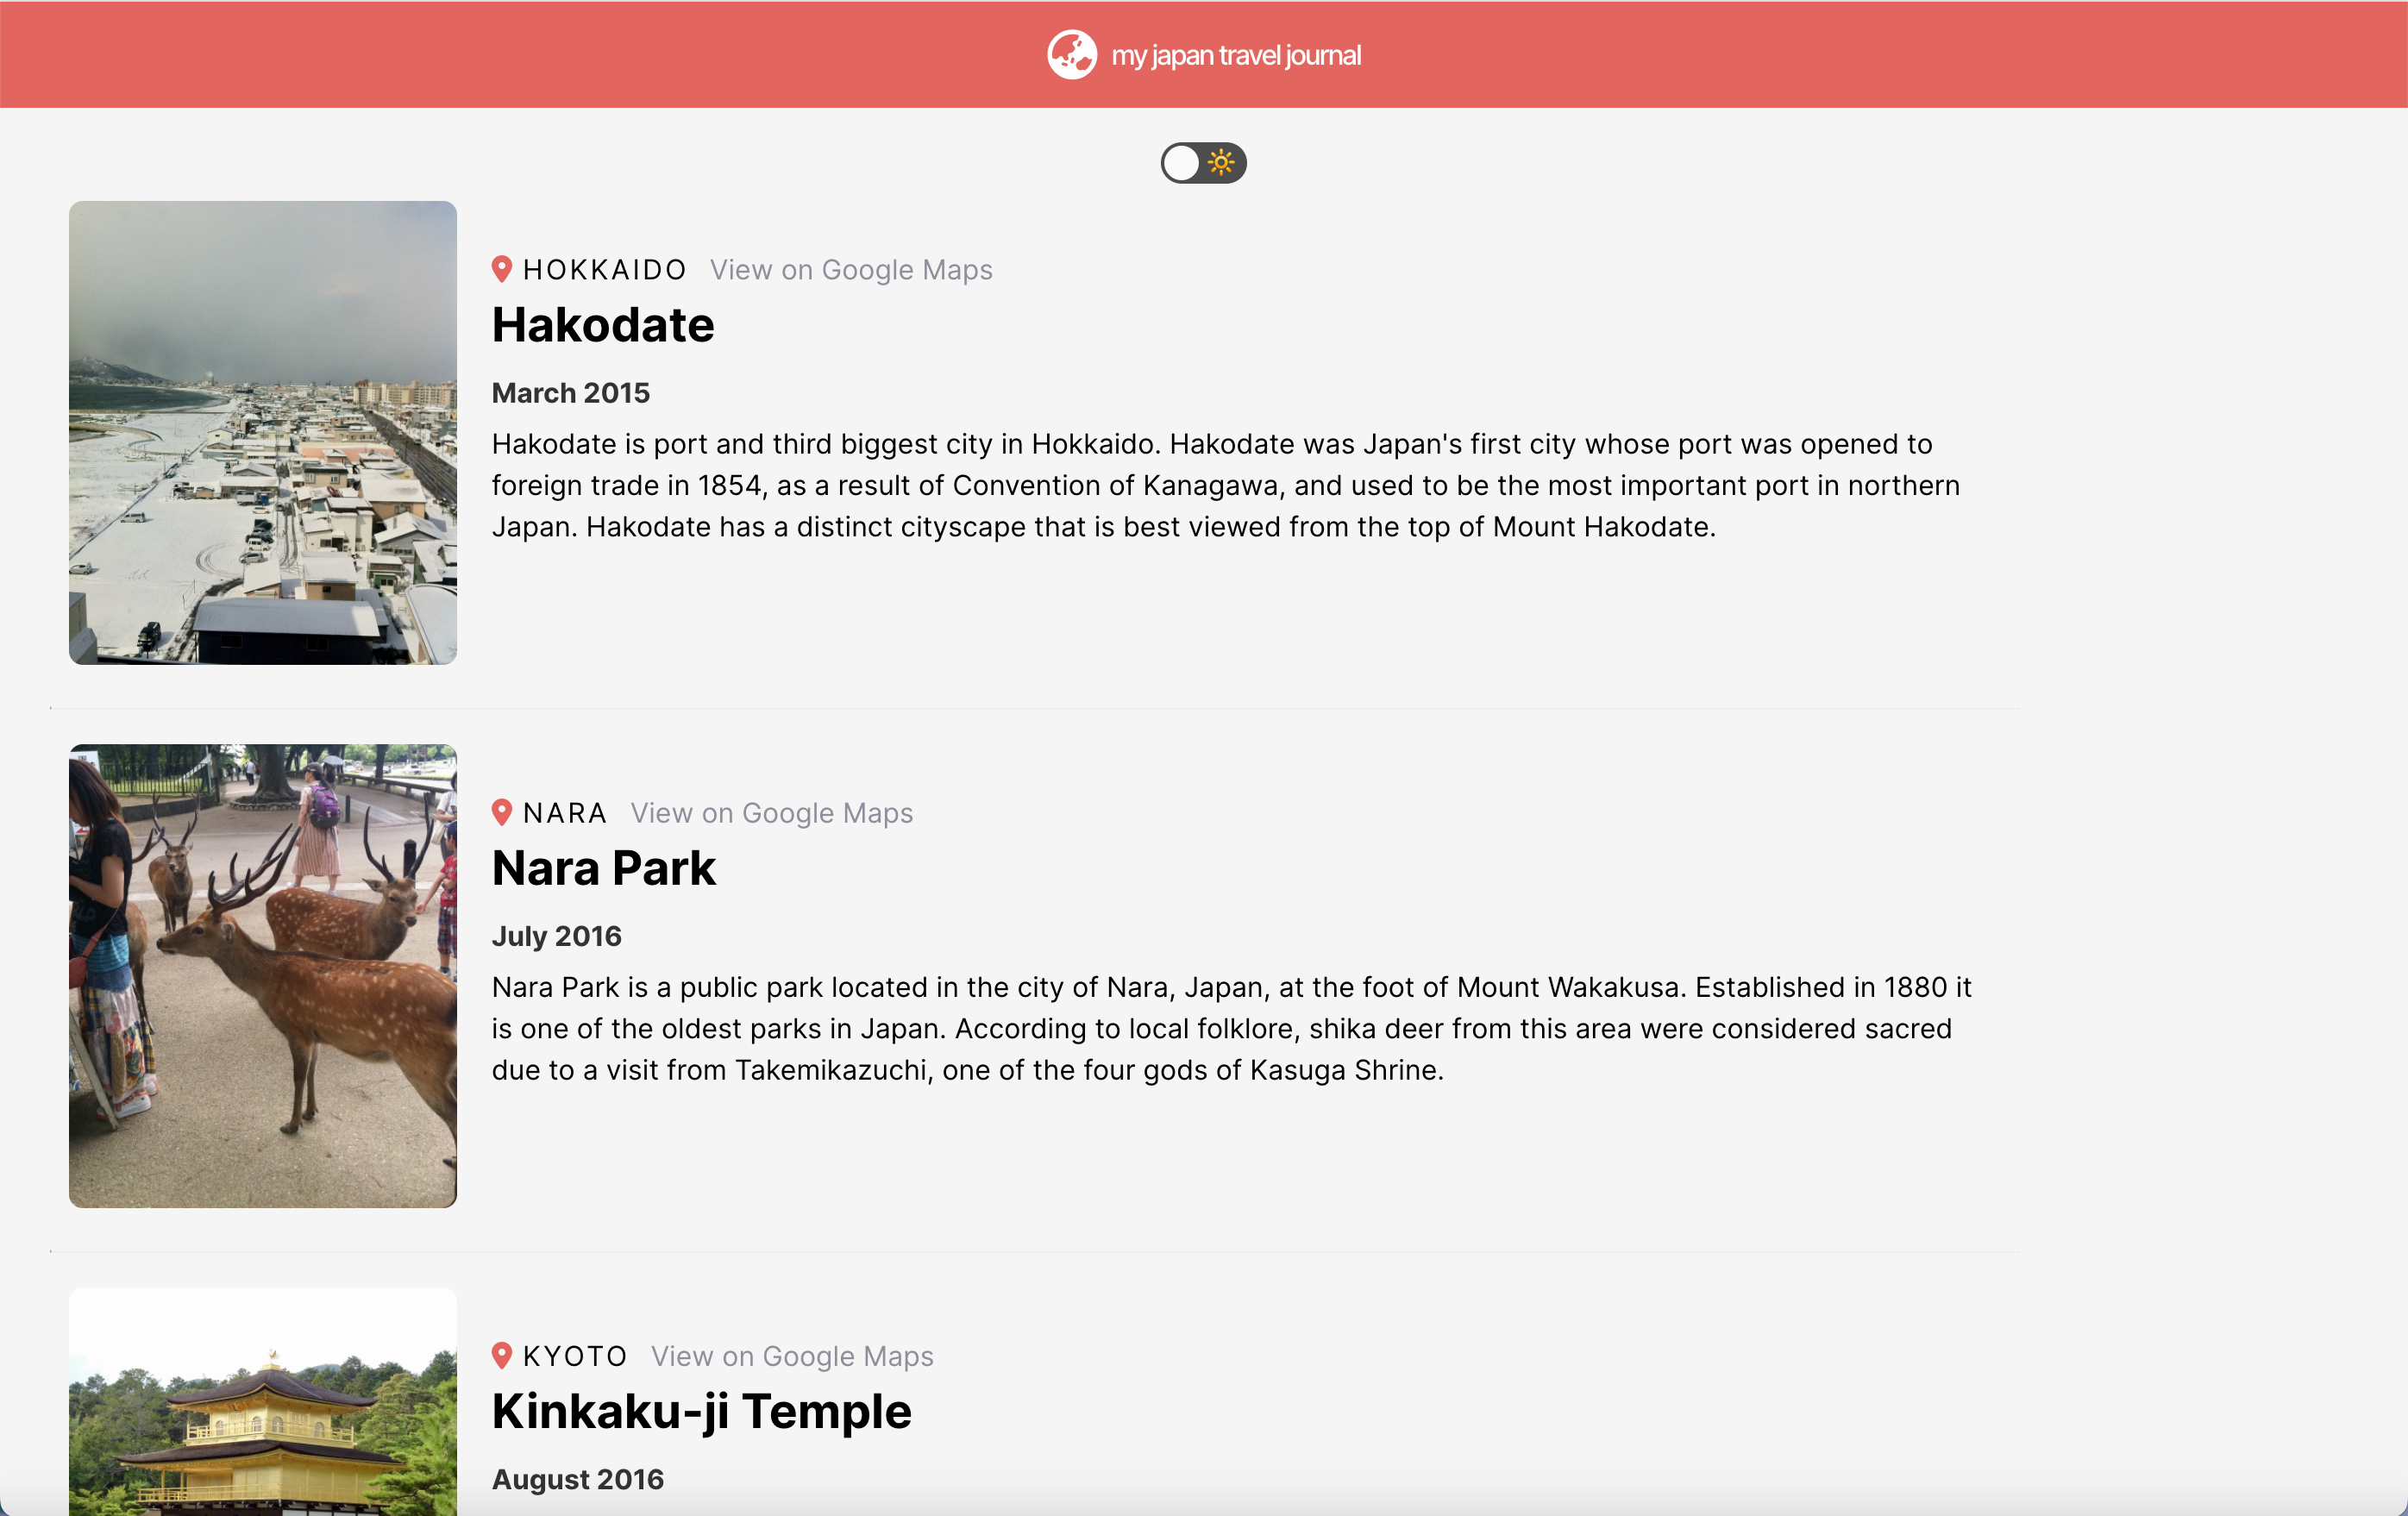 my japan travel journal
HOKKAIDO View on Google Maps
Hakodate
March 2015
Hakodate is port and third biggest city in Hokkaido. Hakodate was Japan's first city whose port was opened to
foreign trade in 1854, as a result of Convention of Kanagawa, and used to be the most important port in northern
Japan. Hakodate has a distinct cityscape that is best viewed from the top of Mount Hakodate.
NARA View on Google Maps
Nara Park
July 2016
Nara Park is a public park located in the city of Nara, Japan, at the foot of Mount Wakakusa. Established in 1880 it
is one of the oldest parks in Japan. According to local folklore, shika deer from this area were considered sacred
due to a visit from Takemikazuchi, one of the four gods of Kasuga Shrine.
KYOTO View on Google Maps
Kinkaku-ji Temple
August 2016